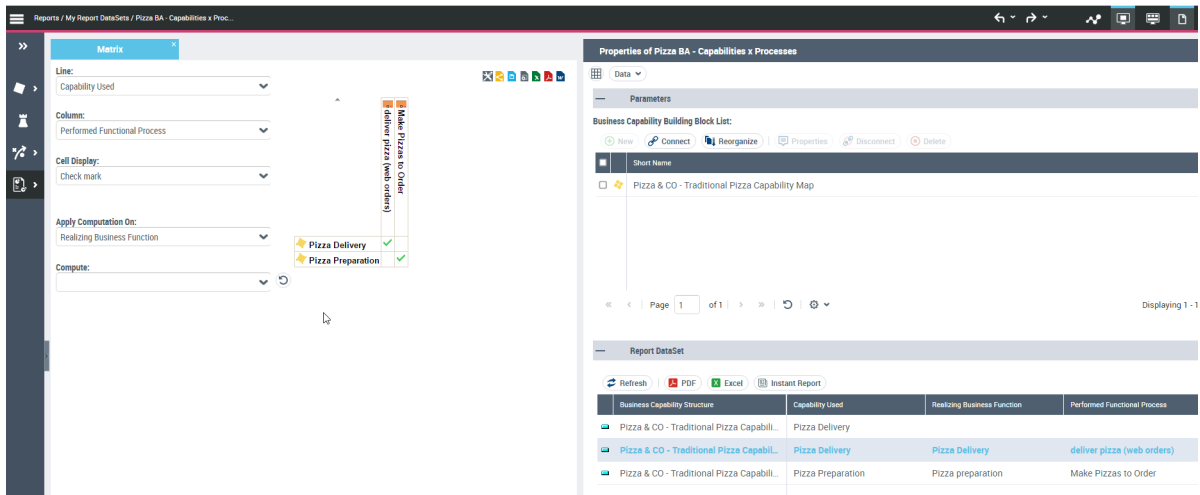 Reports / My Report DataSets / Pizza BA - Capabilities x Proc...
Matrix
Line:
Capability Used
Column:
Performed Functional Process
Cell Display:
Check mark
Apply Computation On:
Realizing Business Function
Compute:
deliver pizza (web orders)
Make Pizzas to Order
Pizza Delivery
Pizza Preparation
Properties of Pizza BA - Capabilities x Processes
Data
Parameters
Business Capability Building Block List:
New Connect Reorganize Properties Disconnect Delete
Short Name
Pizza & CO - Traditional Pizza Capability Map
Page 1 of 1
Displaying 1 - 1
Report DataSet
Refresh PDF Excel Instant Report
Business Capability Structure Capability Used Realizing Business Function Performed Functional Process
Pizza & CO - Traditional Pizza Capabili... Pizza Delivery
Pizza & CO - Traditional Pizza Capabil... Pizza Delivery Pizza Delivery deliver pizza (web orders)
Pizza & CO - Traditional Pizza Capabili... Pizza Preparation Pizza preparation Make Pizzas to Order